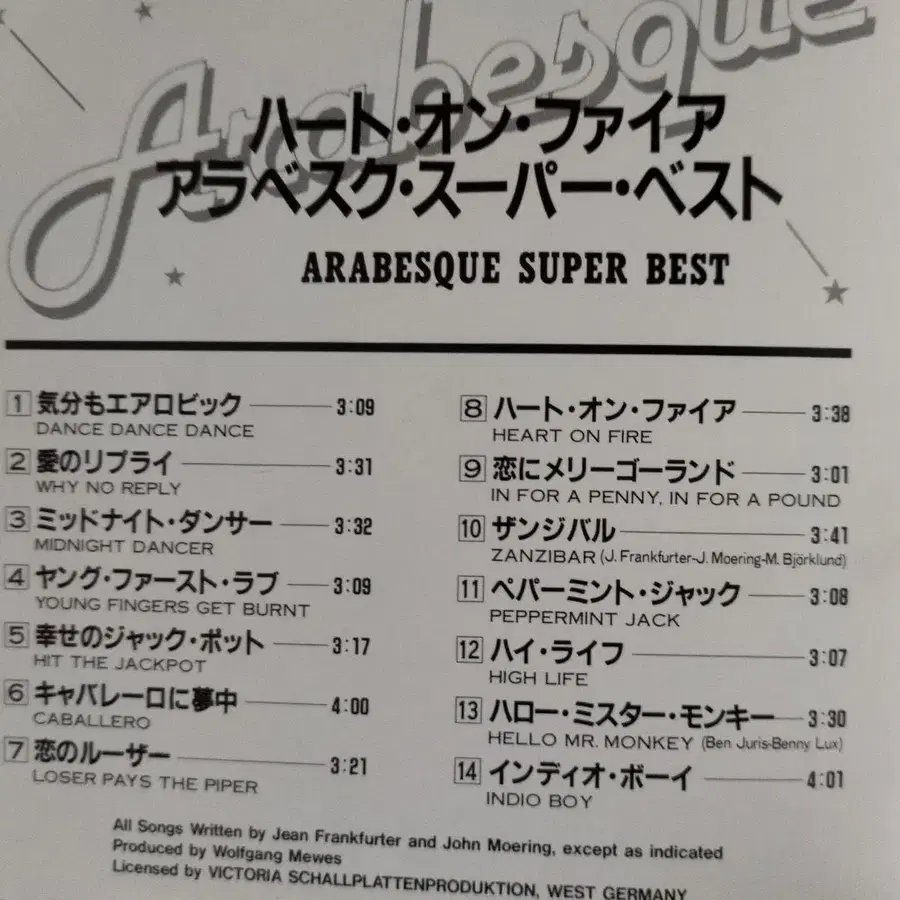 Arabesque
ハート・オン・ファイア
アラベスク・スーパー・ベスト
ARABESQUE SUPER BEST
1 気分もエアロビック 3:09
DANCE DANCE DANCE
2 愛のリプライ 3:31
WHY NO REPLY
3 ミッドナイト・ダンサー 3:32
MIDNIGHT DANCER
4 ヤング・ファースト・ラブ 3:09
YOUNG FINGERS GET BURNT
5 幸せのジャック・ポット 3:17
HIT THE JACKPOT
6 キャバレーロに夢中 4:00
CABALLERO
7 恋のルーザー 3:21
LOSER PAYS THE PIPER
8 ハート・オン・ファイア 3:38
HEART ON FIRE
9 恋にメリーゴーランド 3:01
IN FOR A PENNY, IN FOR A POUND
10 ザンジバル 3:41
ZANZIBAR (J. Frankfurter-J. Moering-M. Björklund)
11 ペパーミント・ジャック 3:08
PEPPERMINT JACK
12 ハイ・ライフ 3:07
HIGH LIFE
13 ハロー・ミスター・モンキー 3:30
HELLO MR. MONKEY (Ben Juris-Benny Lux)
14 インディオ・ボーイ 4:01
INDIO BOY
All Songs Written by Jean Frankfurter and John Moering, except as indicated
Produced by Wolfgang Mewes
Licensed by VICTORIA SCHALLPLATTENPRODUKTION, WEST GERMANY